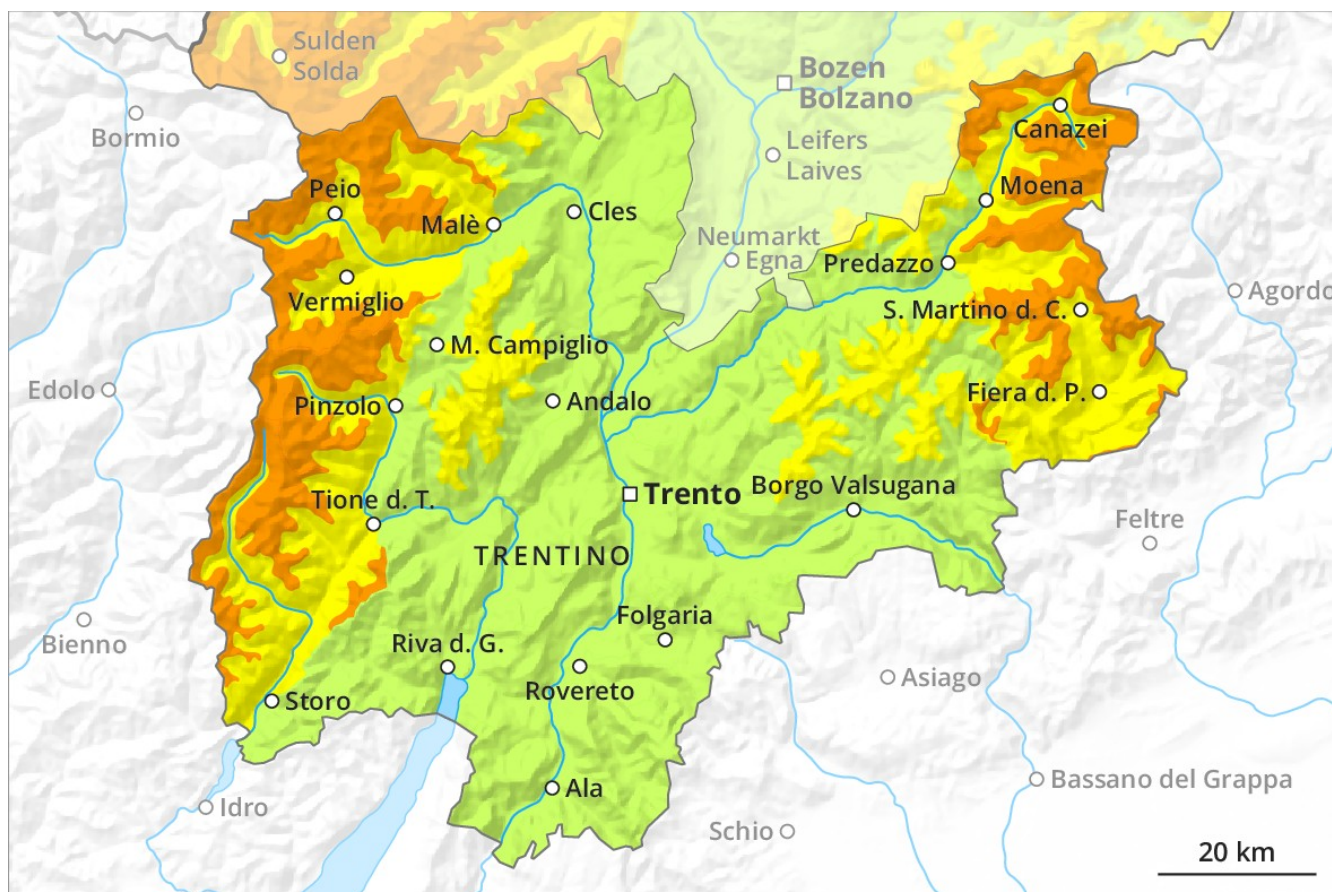 Sulden
Solda
Bozen
Bolzano
Bormio
Canazei
Leifers
Laives
Peio
Moena
Malè
Cles
Neumarkt
Egna
Predazzo
Vermiglio
Agordo
S. Martino d. C.
M. Campiglio
Edolo
Pinzolo
Andalo
Fiera d. P.
Tione d. T.
Trento
Borgo Valsugana
Feltre
TRENTINO
Bienno
Folgaria
Riva d. G.
Rovereto
Asiago
Storo
Bassano del Grappa
Ala
Idro
Schio
20 km